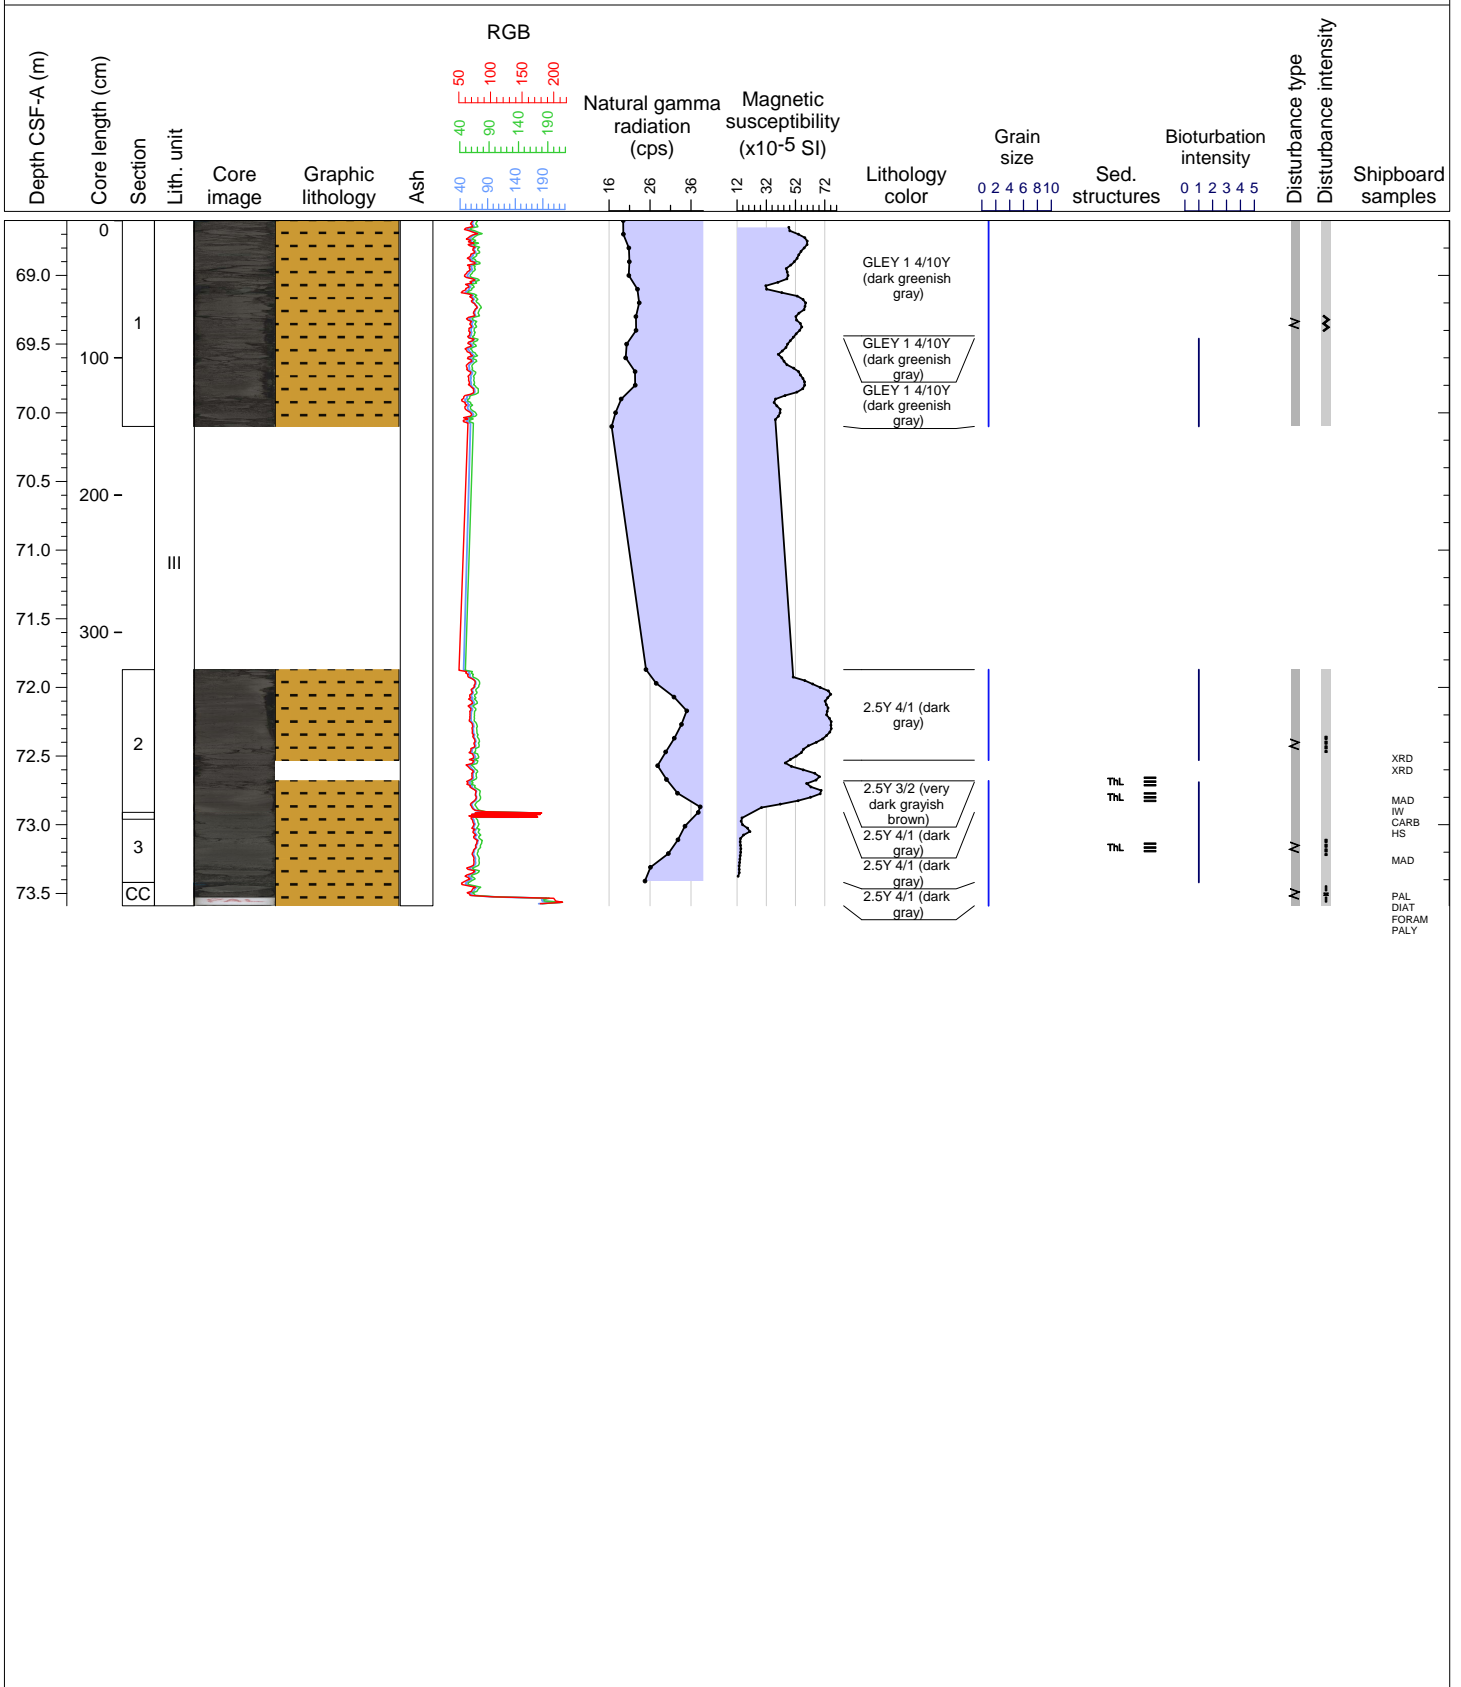 RGB
Depth CSF-A (m)
Core length (cm)
Section
Lith. unit
Core
image
Graphic
lithology
Ash
50 100 150 200
40 90 140 190
40 90 140 190
Natural gamma
radiation
(cps)
16 26 36
Magnetic
susceptibility
(x10-5 SI)
12 32 52 72
Lithology
color
Grain
size
0 2 4 6 8 10
Sed.
structures
Bioturbation
intensity
0 1 2 3 4 5
Disturbance type
Disturbance intensity
Shipboard
samples
0
69.0
GLEY 1 4/10Y
(dark greenish
gray)
1
69.5
100
GLEY 1 4/10Y
(dark greenish
gray)
GLEY 1 4/10Y
(dark greenish
gray)
70.0
70.5
200
71.0
III
71.5
300
72.0
2.5Y 4/1 (dark
gray)
2
72.5
XRD
XRD
ThL
2.5Y 3/2 (very
dark grayish
brown)
ThL
MAD
IW
CARB
HS
73.0
2.5Y 4/1 (dark
gray)
3
ThL
2.5Y 4/1 (dark
gray)
MAD
73.5
CC
PAL
2.5Y 4/1 (dark
gray)
PAL
DIAT
FORAM
PALY